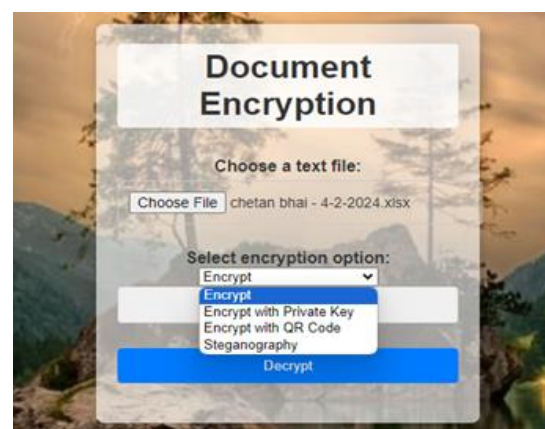 Document
Encryption
Choose a text file:
Choose File chetan bhai - 4-2-2024.xlsx
Select encryption option:
Encrypt
Encrypt
Encrypt with Private Key
Encrypt with QR Code
Steganography
Decrypt